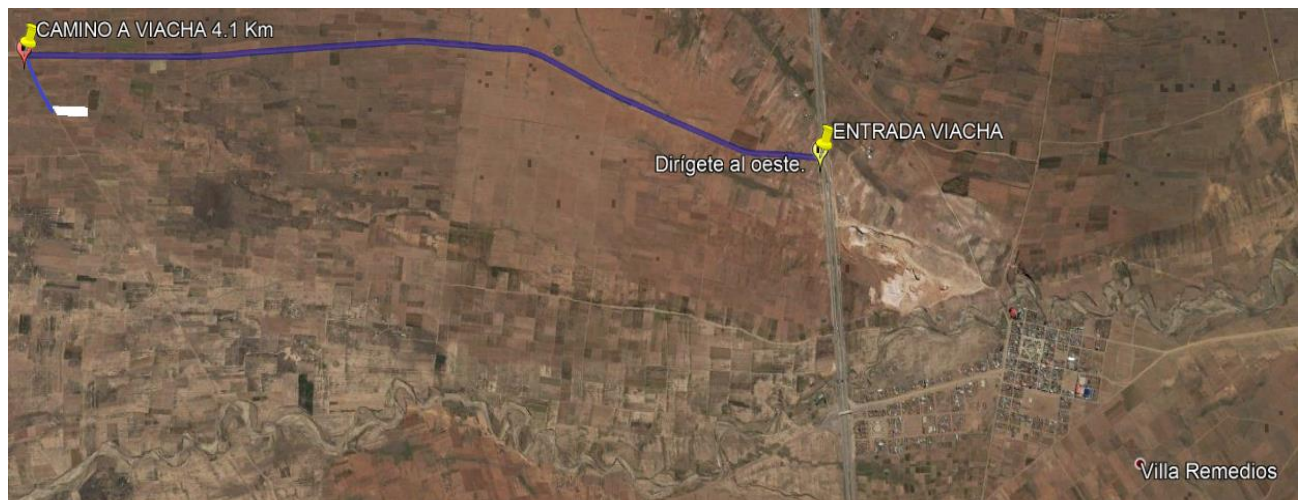 CAMINO A VIACHA 4.1 Km
ENTRADA VIACHA
Dirígete al oeste.
Villa Remedios